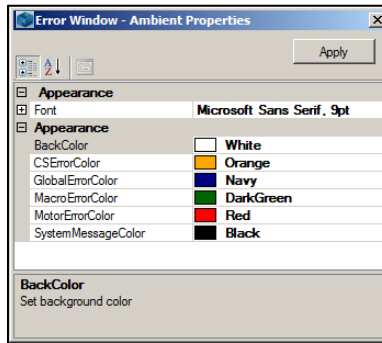 Error Window - Ambient Properties
Apply
Appearance
Font Microsoft Sans Serif, 9pt
Appearance
BackColor White
CSErrorColor Orange
GlobalErrorColor Navy
MacroErrorColor DarkGreen
MotorErrorColor Red
SystemMessageColor Black
BackColor
Set background color